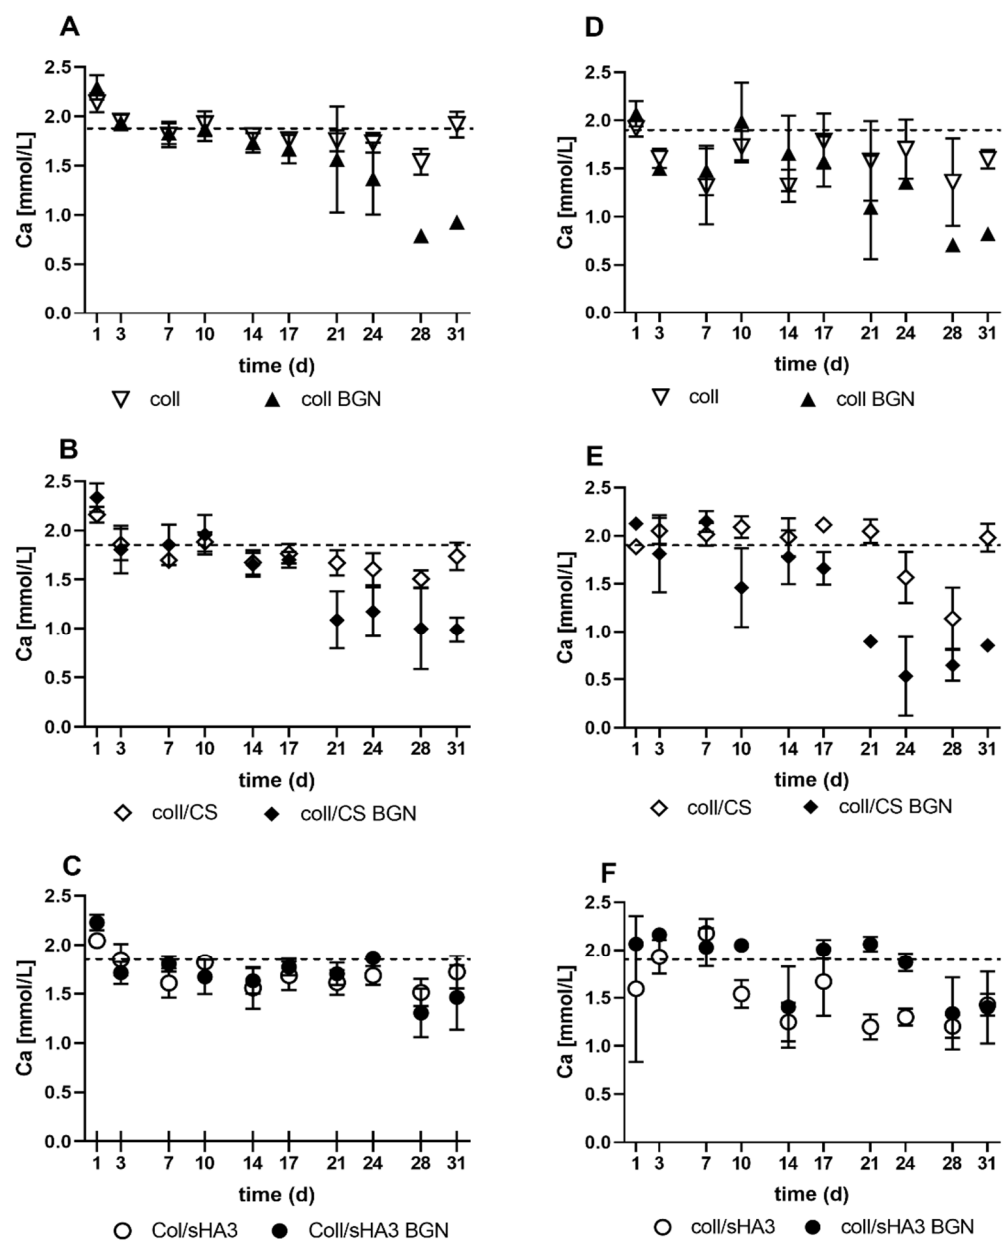 A
Ca [mmol/L]
2.5
2.0
1.5
1.0
0.5
0.0
1 3 7 10 14 17 21 24 28 31
time (d)
coll coll BGN
D
Ca [mmol/L]
2.5
2.0
1.5
1.0
0.5
0.0
1 3 7 10 14 17 21 24 28 31
time (d)
coll coll BGN
B
Ca [mmol/L]
2.5
2.0
1.5
1.0
0.5
0.0
1 3 7 10 14 17 21 24 28 31
time (d)
coll/CS coll/CS BGN
E
Ca [mmol/L]
2.5
2.0
1.5
1.0
0.5
0.0
1 3 7 10 14 17 21 24 28 31
time (d)
coll/CS coll/CS BGN
C
Ca [mmol/L]
2.5
2.0
1.5
1.0
0.5
0.0
1 3 7 10 14 17 21 24 28 31
time (d)
Col/sHA3 Coll/sHA3 BGN
F
Ca [mmol/L]
2.5
2.0
1.5
1.0
0.5
0.0
1 3 7 10 14 17 21 24 28 31
time (d)
coll/sHA3 coll/sHA3 BGN